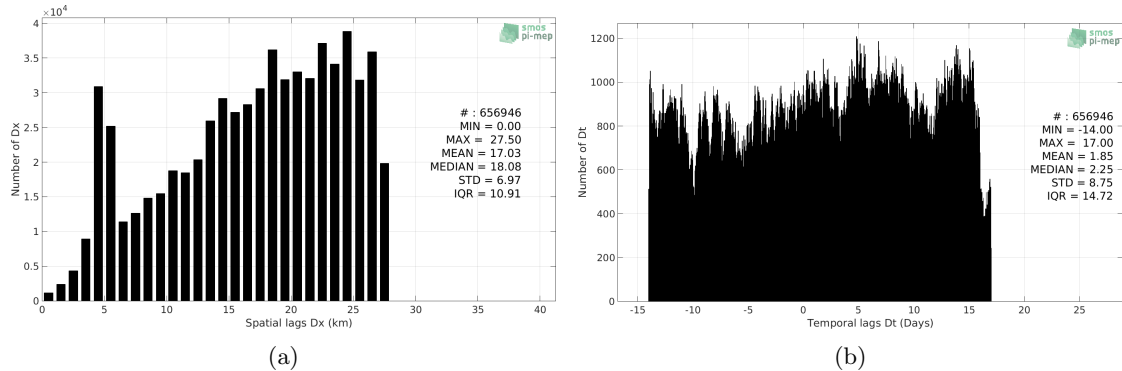 ×10⁴
4
3.5
3
2.5
2
1.5
1
0.5
0
Number of Dx
smos
pi-mep
# : 656946
MIN = 0.00
MAX = 27.50
MEAN = 17.03
MEDIAN = 18.08
STD = 6.97
IQR = 10.91
0 5 10 15 20 25 30 35 40
Spatial lags Dx (km)
(a)
1200
1000
800
600
400
200
0
Number of Dt
smos
pi-mep
# : 656946
MIN = -14.00
MAX = 17.00
MEAN = 1.85
MEDIAN = 2.25
STD = 8.75
IQR = 14.72
-15 -10 -5 0 5 10 15 20 25
Temporal lags Dt (Days)
(b)